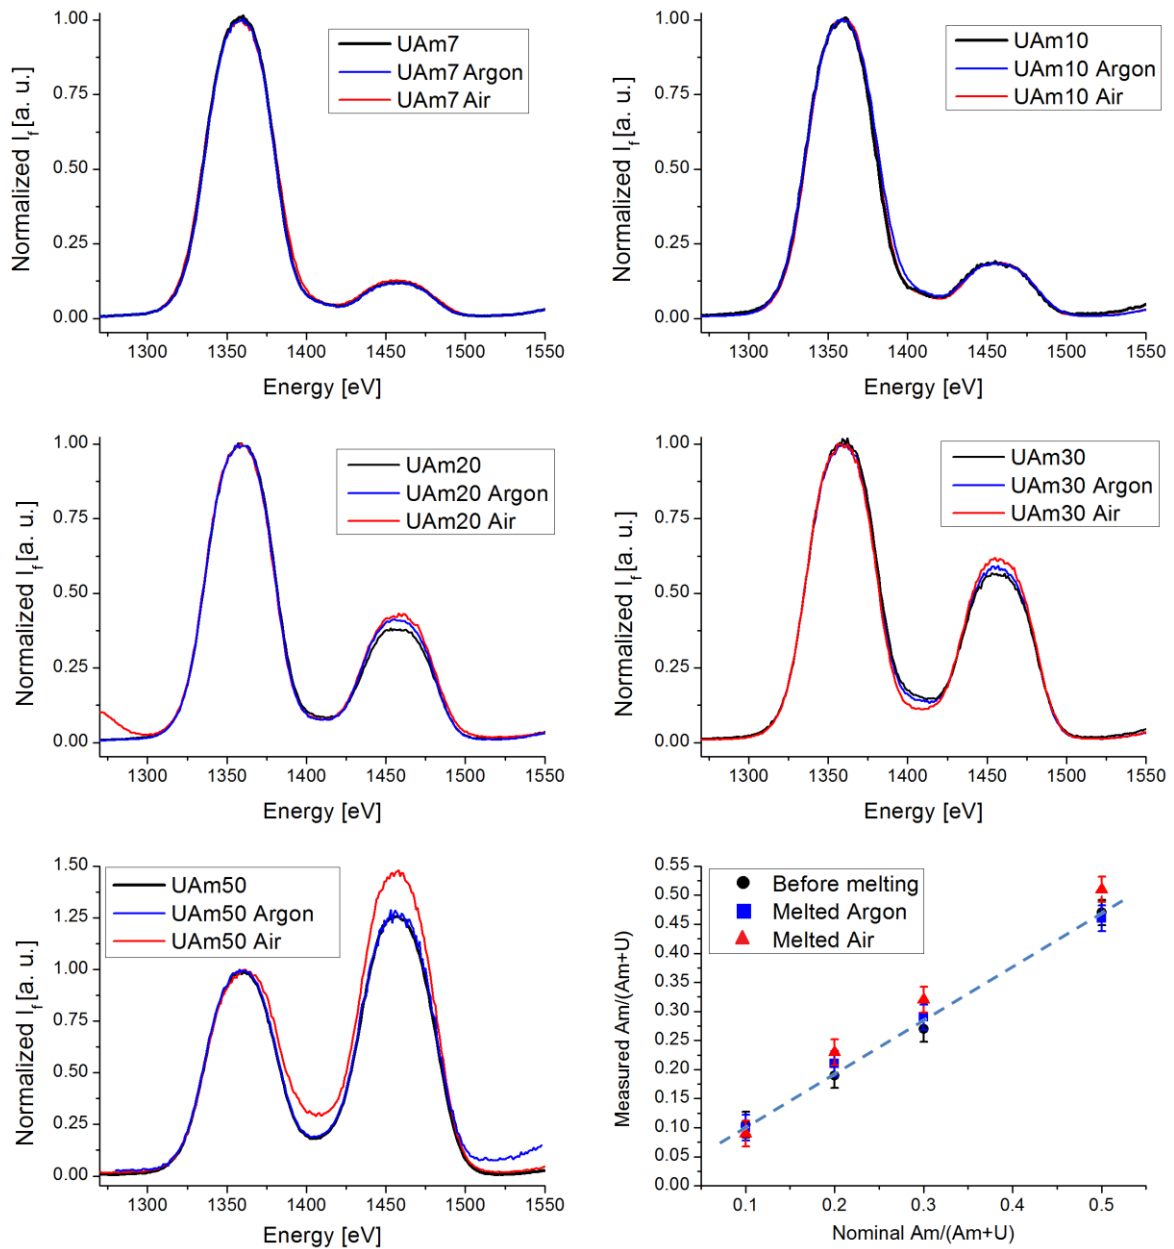 1.00
0.75
0.50
0.25
0.00
Normalized I_f [a. u.]
UAm7
UAm7 Argon
UAm7 Air
1300 1350 1400 1450 1500 1550
Energy [eV]
1.00
0.75
0.50
0.25
0.00
Normalized I_f [a. u.]
UAm10
UAm10 Argon
UAm10 Air
1300 1350 1400 1450 1500 1550
Energy [eV]
1.00
0.75
0.50
0.25
0.00
Normalized I_f [a. u.]
UAm20
UAm20 Argon
UAm20 Air
1300 1350 1400 1450 1500 1550
Energy [eV]
1.00
0.75
0.50
0.25
0.00
Normalized I_f [a. u.]
UAm30
UAm30 Argon
UAm30 Air
1300 1350 1400 1450 1500 1550
Energy [eV]
1.50
1.25
1.00
0.75
0.50
0.25
0.00
Normalized I_f [a. u.]
UAm50
UAm50 Argon
UAm50 Air
1300 1350 1400 1450 1500 1550
Energy [eV]
0.55
0.50
0.45
0.40
0.35
0.30
0.25
0.20
0.15
0.10
0.05
0.00
Measured Am/(Am+U)
Before melting
Melted Argon
Melted Air
0.1 0.2 0.3 0.4 0.5
Nominal Am/(Am+U)